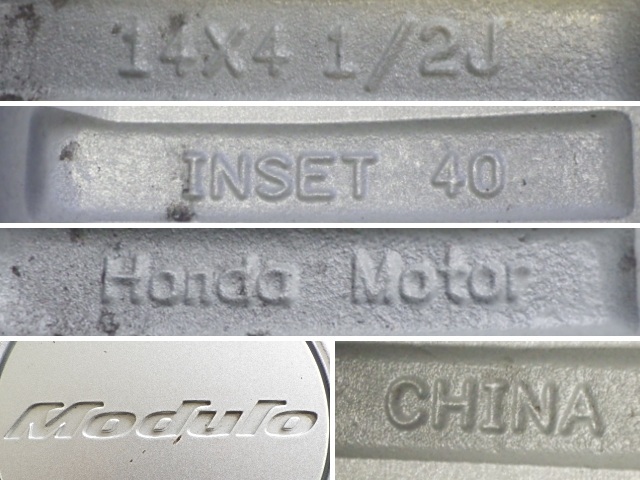 14X4 1/2J
INSET 40
Honda Motor
Modulo
CHINA